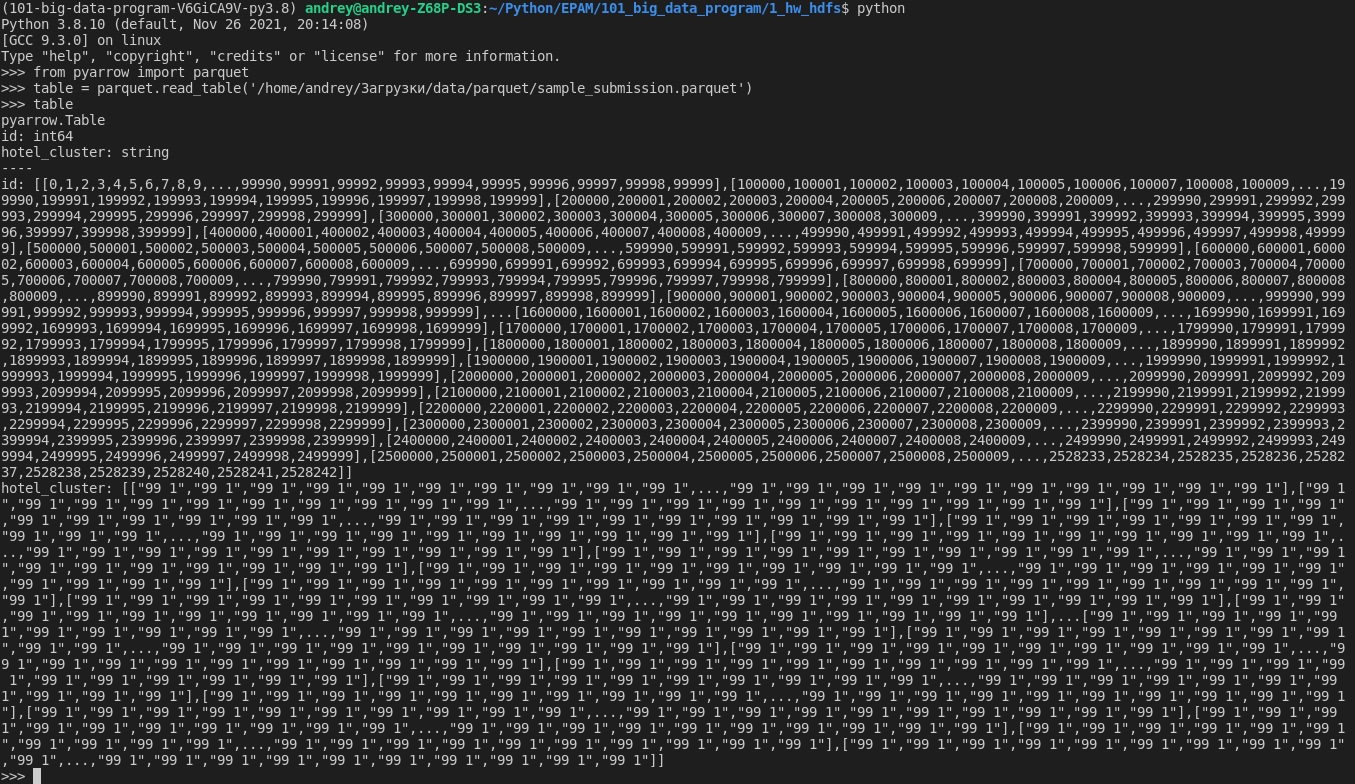 (101-big-data-program-V6GiCA9V-py3.8) andrey@andrey-Z68P-DS3:~/Python/EPAM/101_big_data_program/1_hw_hdfs$ python
Python 3.8.10 (default, Nov 26 2021, 20:14:08)
[GCC 9.3.0] on linux
Type "help", "copyright", "credits" or "license" for more information.
>>> from pyarrow import parquet
>>> table = parquet.read_table('/home/andrey/Загрузки/data/parquet/sample_submission.parquet')
>>> table
pyarrow.Table
id: int64
hotel_cluster: string
----
id: [[0,1,2,3,4,5,6,7,8,9,...,99990,99991,99992,99993,99994,99995,99996,99997,99998,99999],[100000,100001,100002,100003,100004,100005,100006,100007,100008,100009,...,199
990,199991,199992,199993,199994,199995,199996,199997,199998,199999],[200000,200001,200002,200003,200004,200005,200006,200007,200008,200009,...,299990,299991,299992,299
993,299994,299995,299996,299997,299998,299999],[300000,300001,300002,300003,300004,300005,300006,300007,300008,300009,...,399990,399991,399992,399993,399994,399995,3999
96,399997,399998,399999],[400000,400001,400002,400003,400004,400005,400006,400007,400008,400009,...,499990,499991,499992,499993,499994,499995,499996,499997,499998,49999
9],[500000,500001,500002,500003,500004,500005,500006,500007,500008,500009,...,599990,599991,599992,599993,599994,599995,599996,599997,599998,599999],[600000,600001,6000
02,600003,600004,600005,600006,600007,600008,600009,...,699990,699991,699992,699993,699994,699995,699996,699997,699998,699999],[700000,700001,700002,700003,700004,70000
5,700006,700007,700008,700009,...,799990,799991,799992,799993,799994,799995,799996,799997,799998,799999],[800000,800001,800002,800003,800004,800005,800006,800007,800008
,800009,...,899990,899991,899992,899993,899994,899995,899996,899997,899998,899999],[900000,900001,900002,900003,900004,900005,900006,900007,900008,900009,...,999990,999
991,999992,999993,999994,999995,999996,999997,999998,999999],...[1600000,1600001,1600002,1600003,1600004,1600005,1600006,1600007,1600008,1600009,...,1699990,1699991,169
9992,1699993,1699994,1699995,1699996,1699997,1699998,1699999],[1700000,1700001,1700002,1700003,1700004,1700005,1700006,1700007,1700008,1700009,...,1799990,1799991,17999
92,1799993,1799994,1799995,1799996,1799997,1799998,1799999],[1800000,1800001,1800002,1800003,1800004,1800005,1800006,1800007,1800008,1800009,...,1899990,1899991,1899992
,1899993,1899994,1899995,1899996,1899997,1899998,1899999],[1900000,1900001,1900002,1900003,1900004,1900005,1900006,1900007,1900008,1900009,...,1999990,1999991,1999992,1
999993,1999994,1999995,1999996,1999997,1999998,1999999],[2000000,2000001,2000002,2000003,2000004,2000005,2000006,2000007,2000008,2000009,...,2099990,2099991,2099992,209
9993,2099994,2099995,2099996,2099997,2099998,2099999],[2100000,2100001,2100002,2100003,2100004,2100005,2100006,2100007,2100008,2100009,...,2199990,2199991,2199992,21999
93,2199994,2199995,2199996,2199997,2199998,2199999],[2200000,2200001,2200002,2200003,2200004,2200005,2200006,2200007,2200008,2200009,...,2299990,2299991,2299992,2299993
,2299994,2299995,2299996,2299997,2299998,2299999],[2300000,2300001,2300002,2300003,2300004,2300005,2300006,2300007,2300008,2300009,...,2399990,2399991,2399992,2399993,2
399994,2399995,2399996,2399997,2399998,2399999],[2400000,2400001,2400002,2400003,2400004,2400005,2400006,2400007,2400008,2400009,...,2499990,2499991,2499992,2499993,249
9994,2499995,2499996,2499997,2499998,2499999],[2500000,2500001,2500002,2500003,2500004,2500005,2500006,2500007,2500008,2500009,...,2528233,2528234,2528235,2528236,25282
37,2528238,2528239,2528240,2528241,2528242]]
hotel_cluster: [["99 1","99 1","99 1","99 1","99 1","99 1","99 1","99 1","99 1","99 1",...,"99 1","99 1","99 1","99 1","99 1","99 1","99 1","99 1","99 1","99 1"],["99 1
","99 1","99 1","99 1","99 1","99 1","99 1","99 1","99 1","99 1",...,"99 1","99 1","99 1","99 1","99 1","99 1","99 1","99 1","99 1","99 1"],["99 1","99 1","99 1","99 1"
,"99 1","99 1","99 1","99 1","99 1","99 1",...,"99 1","99 1","99 1","99 1","99 1","99 1","99 1","99 1","99 1","99 1"],["99 1","99 1","99 1","99 1","99 1","99 1","99 1",
"99 1","99 1","99 1",...,"99 1","99 1","99 1","99 1","99 1","99 1","99 1","99 1","99 1","99 1"],["99 1","99 1","99 1","99 1","99 1","99 1","99 1","99 1","99 1","99 1",.
..,"99 1","99 1","99 1","99 1","99 1","99 1","99 1","99 1","99 1","99 1"],["99 1","99 1","99 1","99 1","99 1","99 1","99 1","99 1","99 1","99 1",...,"99 1","99 1","99 1
","99 1","99 1","99 1","99 1","99 1","99 1","99 1"],["99 1","99 1","99 1","99 1","99 1","99 1","99 1","99 1","99 1","99 1",...,"99 1","99 1","99 1","99 1","99 1","99 1"
,"99 1","99 1","99 1","99 1"],["99 1","99 1","99 1","99 1","99 1","99 1","99 1","99 1","99 1","99 1",...,"99 1","99 1","99 1","99 1","99 1","99 1","99 1","99 1","99 1",
"99 1"],["99 1","99 1","99 1","99 1","99 1","99 1","99 1","99 1","99 1","99 1",...,"99 1","99 1","99 1","99 1","99 1","99 1","99 1","99 1","99 1","99 1"],["99 1","99 1"
,"99 1","99 1","99 1","99 1","99 1","99 1","99 1","99 1",...,"99 1","99 1","99 1","99 1","99 1","99 1","99 1","99 1","99 1","99 1"],...["99 1","99 1","99 1","99 1","99 
1","99 1","99 1","99 1","99 1","99 1",...,"99 1","99 1","99 1","99 1","99 1","99 1","99 1","99 1","99 1","99 1"],["99 1","99 1","99 1","99 1","99 1","99 1","99 1","99 1
","99 1","99 1",...,"99 1","99 1","99 1","99 1","99 1","99 1","99 1","99 1","99 1","99 1"],["99 1","99 1","99 1","99 1","99 1","99 1","99 1","99 1","99 1","99 1",...,"9
9 1","99 1","99 1","99 1","99 1","99 1","99 1","99 1","99 1","99 1"],["99 1","99 1","99 1","99 1","99 1","99 1","99 1","99 1","99 1","99 1",...,"99 1","99 1","99 1","99
 1","99 1","99 1","99 1","99 1","99 1","99 1"],["99 1","99 1","99 1","99 1","99 1","99 1","99 1","99 1","99 1","99 1",...,"99 1","99 1","99 1","99 1","99 1","99 1","99 
1","99 1","99 1","99 1"],["99 1","99 1","99 1","99 1","99 1","99 1","99 1","99 1","99 1","99 1",...,"99 1","99 1","99 1","99 1","99 1","99 1","99 1","99 1","99 1","99 1
"],["99 1","99 1","99 1","99 1","99 1","99 1","99 1","99 1","99 1","99 1",...,"99 1","99 1","99 1","99 1","99 1","99 1","99 1","99 1","99 1","99 1"],["99 1","99 1","99 
1","99 1","99 1","99 1","99 1","99 1","99 1","99 1",...,"99 1","99 1","99 1","99 1","99 1","99 1","99 1","99 1","99 1","99 1"],["99 1","99 1","99 1","99 1","99 1","99 1
","99 1","99 1","99 1","99 1",...,"99 1","99 1","99 1","99 1","99 1","99 1","99 1","99 1","99 1","99 1"],["99 1","99 1","99 1","99 1","99 1","99 1","99 1","99 1","99 1"
,"99 1",...,"99 1","99 1","99 1","99 1","99 1","99 1","99 1","99 1","99 1","99 1"]]
>>>